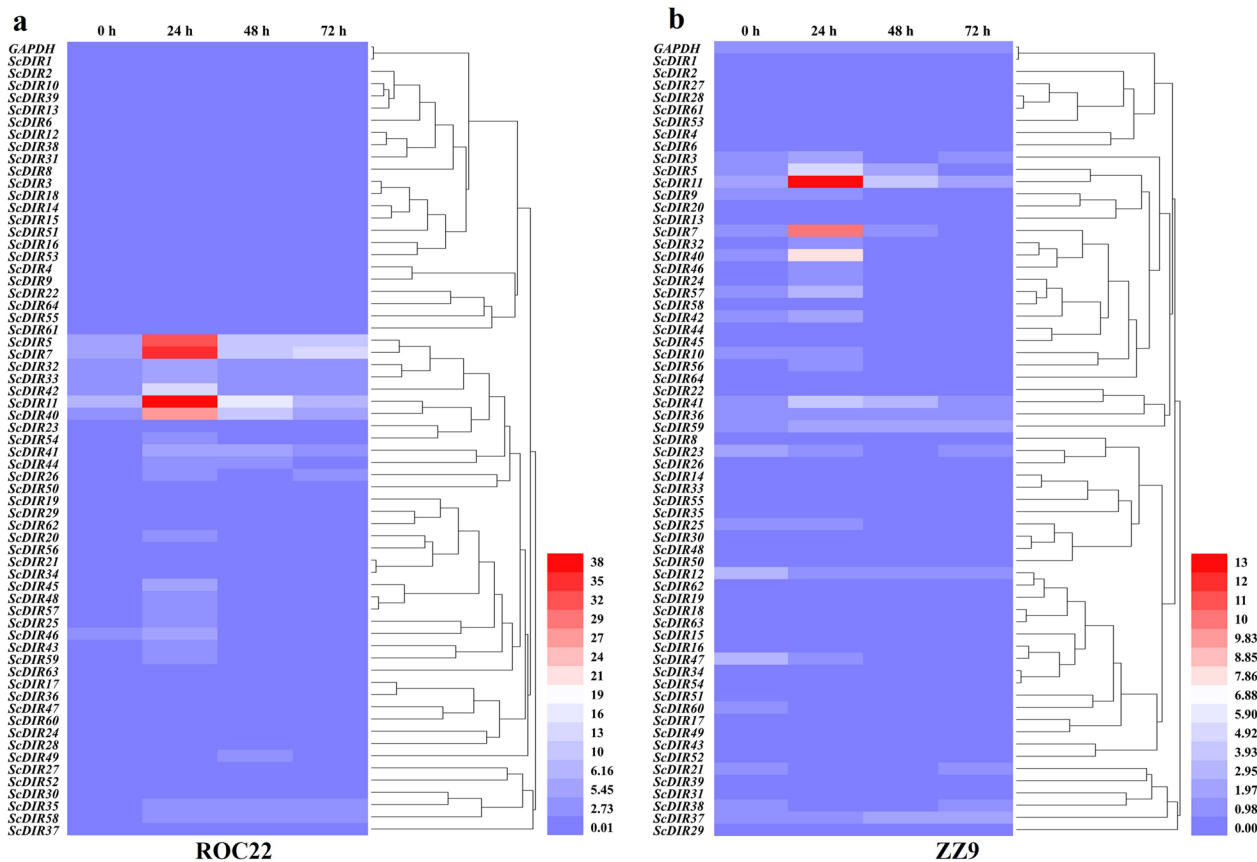 a
0 h 24 h 48 h 72 h
GAPDH
ScDIR1
ScDIR2
ScDIR10
ScDIR39
ScDIR13
ScDIR6
ScDIR12
ScDIR38
ScDIR31
ScDIR8
ScDIR3
ScDIR18
ScDIR14
ScDIR15
ScDIR51
ScDIR16
ScDIR53
ScDIR4
ScDIR9
ScDIR22
ScDIR64
ScDIR55
ScDIR61
ScDIR5
ScDIR7
ScDIR32
ScDIR33
ScDIR42
ScDIR11
ScDIR40
ScDIR23
ScDIR54
ScDIR41
ScDIR44
ScDIR26
ScDIR50
ScDIR19
ScDIR29
ScDIR62
ScDIR20
ScDIR56
ScDIR21
ScDIR34
ScDIR45
ScDIR48
ScDIR57
ScDIR25
ScDIR46
ScDIR43
ScDIR59
ScDIR63
ScDIR17
ScDIR36
ScDIR47
ScDIR60
ScDIR24
ScDIR28
ScDIR49
ScDIR27
ScDIR52
ScDIR30
ScDIR35
ScDIR58
ScDIR37
38
35
32
29
27
24
21
19
16
13
10
6.16
5.45
2.73
0.01
ROC22
b
0 h 24 h 48 h 72 h
GAPDH
ScDIR1
ScDIR2
ScDIR27
ScDIR28
ScDIR61
ScDIR53
ScDIR4
ScDIR6
ScDIR3
ScDIR5
ScDIR11
ScDIR9
ScDIR20
ScDIR13
ScDIR7
ScDIR32
ScDIR40
ScDIR46
ScDIR24
ScDIR57
ScDIR58
ScDIR42
ScDIR44
ScDIR45
ScDIR10
ScDIR56
ScDIR64
ScDIR22
ScDIR41
ScDIR36
ScDIR59
ScDIR8
ScDIR23
ScDIR26
ScDIR14
ScDIR33
ScDIR55
ScDIR35
ScDIR25
ScDIR30
ScDIR48
ScDIR50
ScDIR12
ScDIR62
ScDIR19
ScDIR18
ScDIR63
ScDIR15
ScDIR16
ScDIR47
ScDIR34
ScDIR54
ScDIR51
ScDIR60
ScDIR17
ScDIR49
ScDIR43
ScDIR52
ScDIR21
ScDIR39
ScDIR31
ScDIR38
ScDIR37
ScDIR29
13
12
11
10
9.83
8.85
7.86
6.88
5.90
4.92
3.93
2.95
1.97
0.98
0.00
ZZ9